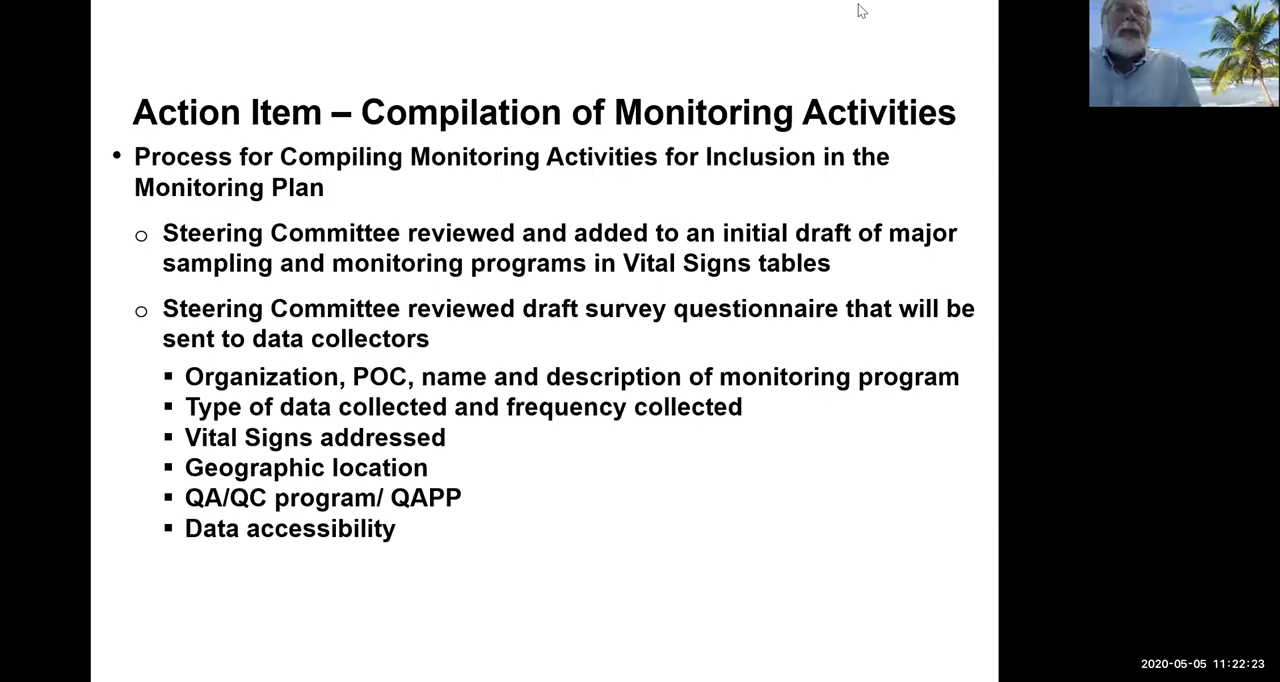 Action Item – Compilation of Monitoring Activities
• Process for Compiling Monitoring Activities for Inclusion in the
Monitoring Plan
o Steering Committee reviewed and added to an initial draft of major
sampling and monitoring programs in Vital Signs tables
o Steering Committee reviewed draft survey questionnaire that will be
sent to data collectors
▪ Organization, POC, name and description of monitoring program
▪ Type of data collected and frequency collected
▪ Vital Signs addressed
▪ Geographic location
▪ QA/QC program/ QAPP
▪ Data accessibility
2020-05-05 11:22:23